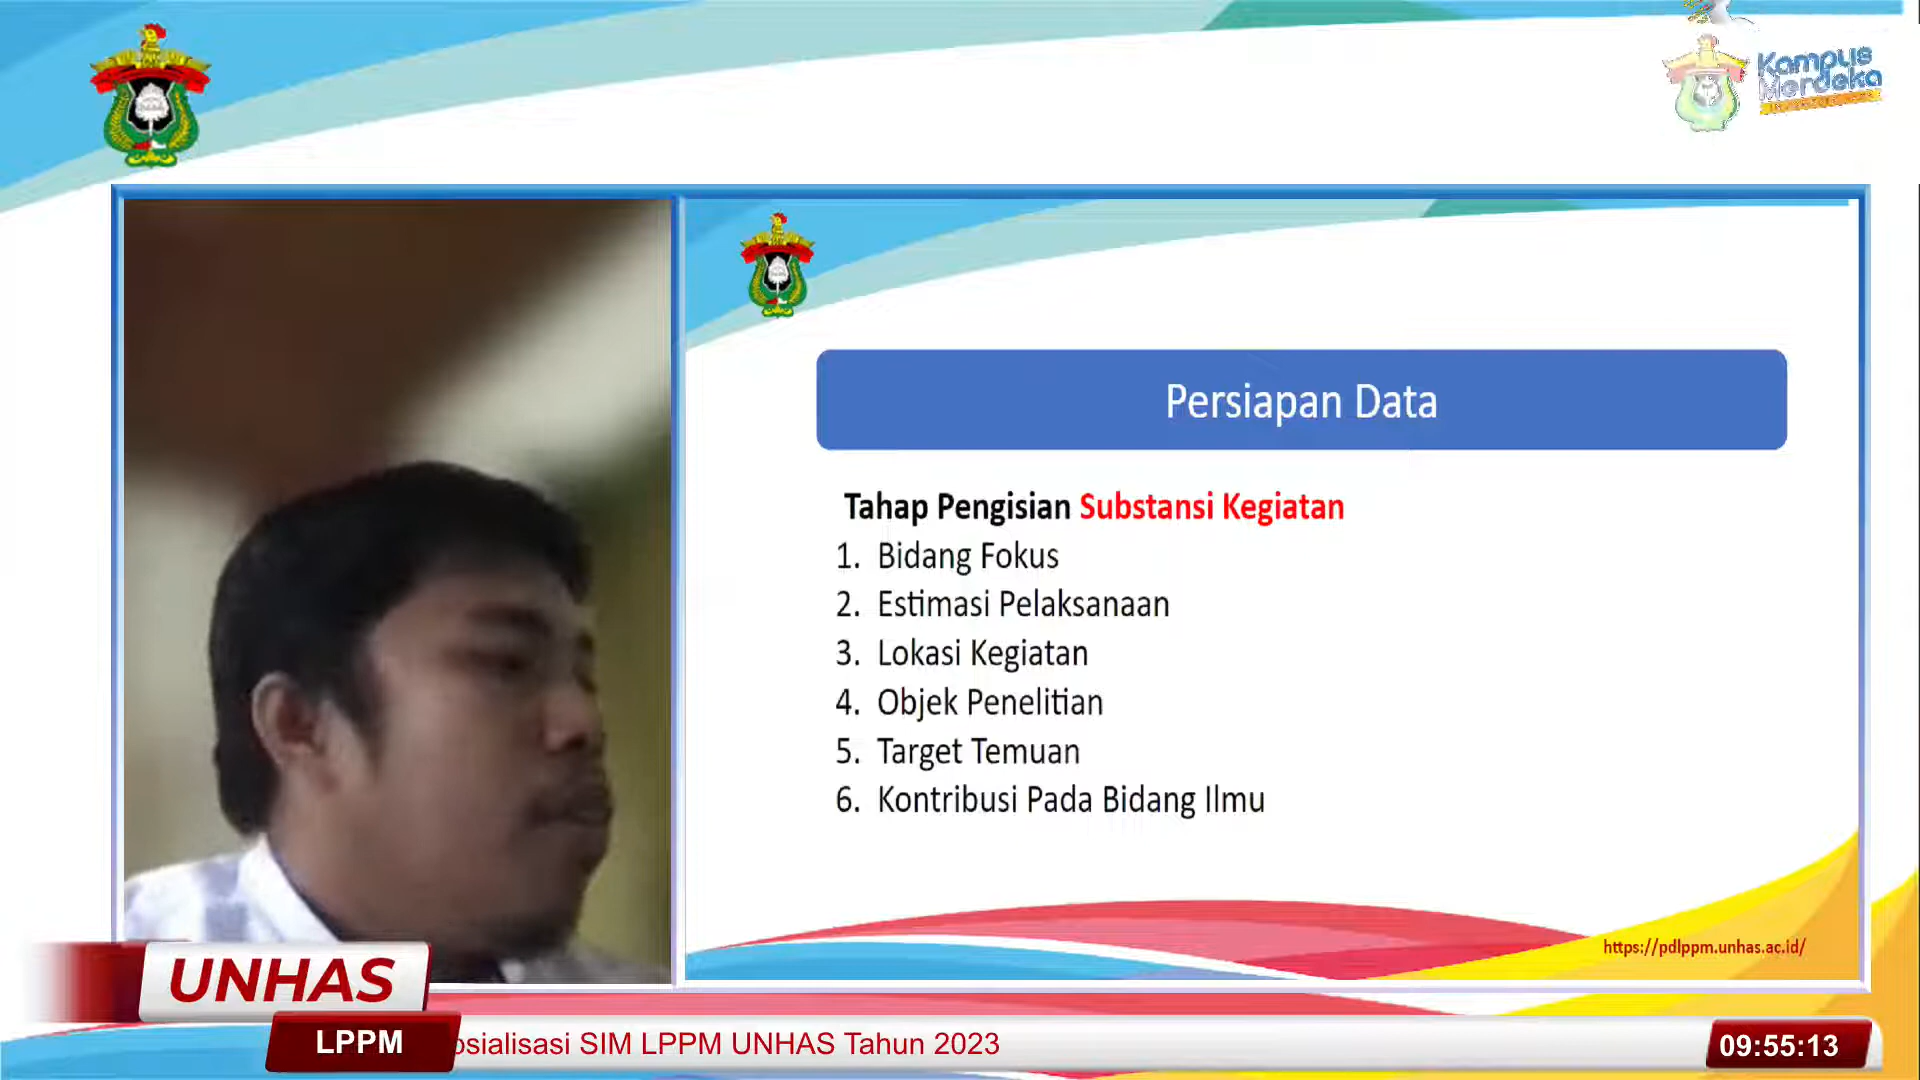 Kampus
Merdeka
Persiapan Data
Tahap Pengisian Substansi Kegiatan
1. Bidang Fokus
2. Estimasi Pelaksanaan
3. Lokasi Kegiatan
4. Objek Penelitian
5. Target Temuan
6. Kontribusi Pada Bidang Ilmu
https://pdlppm.unhas.ac.id/
UNHAS
LPPM
osialisasi SIM LPPM UNHAS Tahun 2023
09:55:13